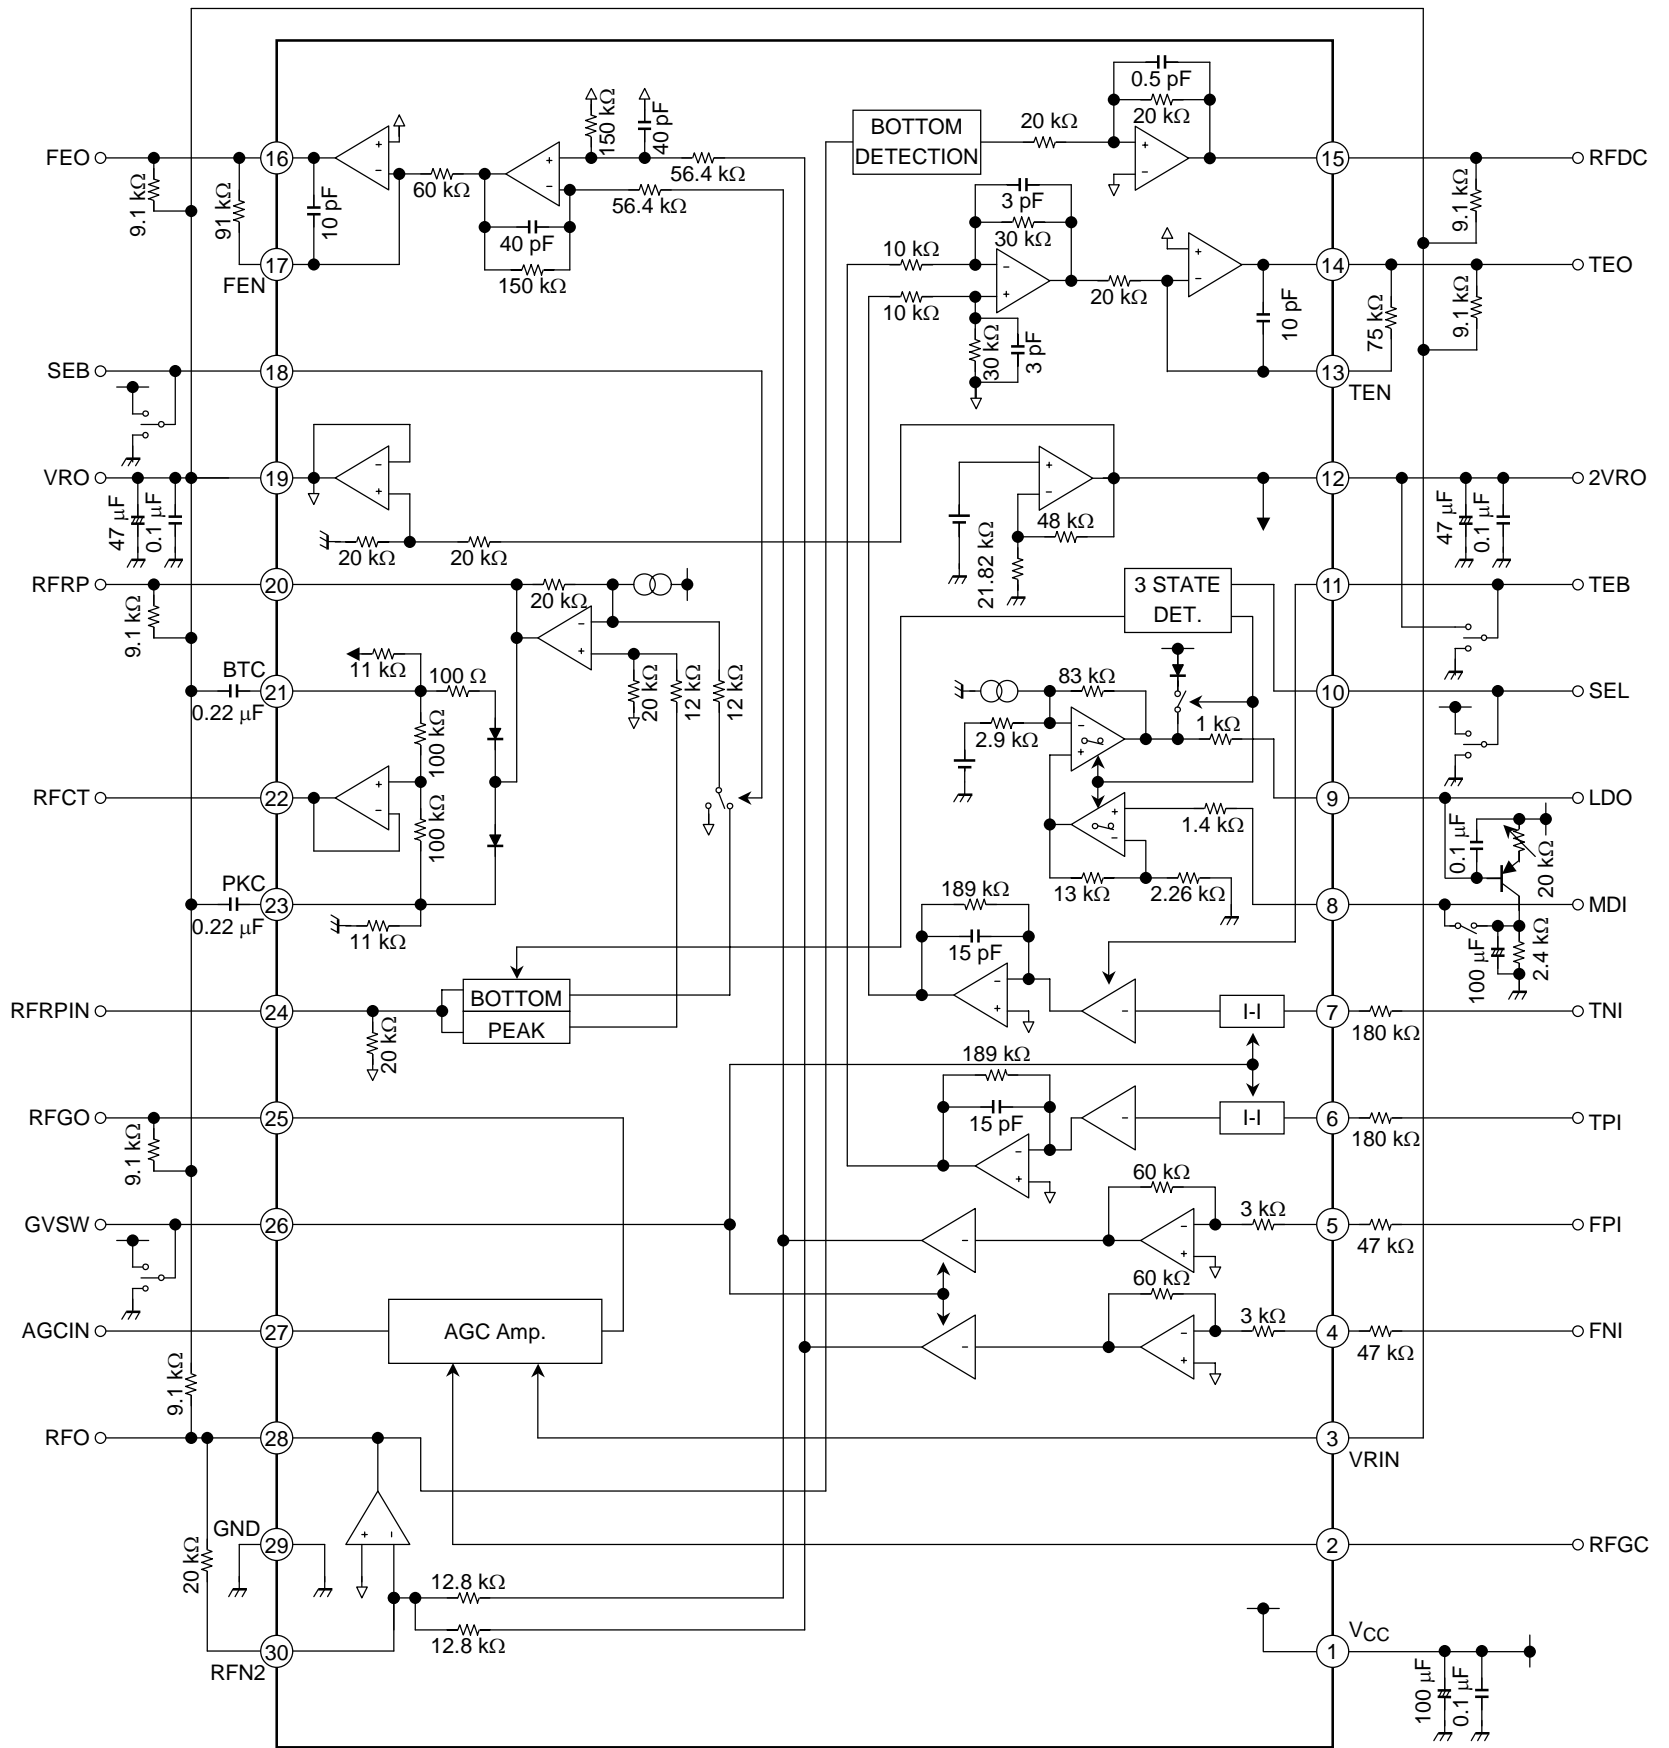 0.5 pF
20 kΩ
BOTTOM
DETECTION
20 kΩ
150 kΩ
40 pF
FEO
16
60 kΩ
56.4 kΩ
56.4 kΩ
15
RFDC
9.1 kΩ
91 kΩ
10 pF
40 pF
150 kΩ
3 pF
30 kΩ
9.1 kΩ
17
FEN
10 kΩ
10 kΩ
20 kΩ
14
TEO
30 kΩ
3 pF
10 pF
75 kΩ
9.1 kΩ
SEB
18
13
TEN
VRO
19
12
2VRO
47 µF
0.1 µF
20 kΩ
20 kΩ
48 kΩ
21.82 kΩ
47 µF
0.1 µF
RFRP
20
20 kΩ
3 STATE
DET.
11
TEB
9.1 kΩ
11 kΩ
BTC
21
0.22 µF
100 Ω
20 kΩ
12 kΩ
12 kΩ
83 kΩ
2.9 kΩ
1 kΩ
10
SEL
100 kΩ
RFCT
22
100 kΩ
9
LDO
1.4 kΩ
0.1 µF
20 kΩ
PKC
23
0.22 µF
11 kΩ
13 kΩ
2.26 kΩ
8
MDI
189 kΩ
15 pF
100 µF
2.4 kΩ
RFRPIN
24
BOTTOM
PEAK
20 kΩ
I-I
7
180 kΩ
TNI
189 kΩ
15 pF
RFGO
25
9.1 kΩ
I-I
6
180 kΩ
TPI
60 kΩ
GVSW
26
3 kΩ
5
47 kΩ
FPI
60 kΩ
AGCIN
27
AGC Amp.
3 kΩ
4
47 kΩ
FNI
9.1 kΩ
RFO
28
3
VRIN
GND
29
20 kΩ
2
RFGC
12.8 kΩ
12.8 kΩ
30
RFN2
1
VCC
100 µF
0.1 µF